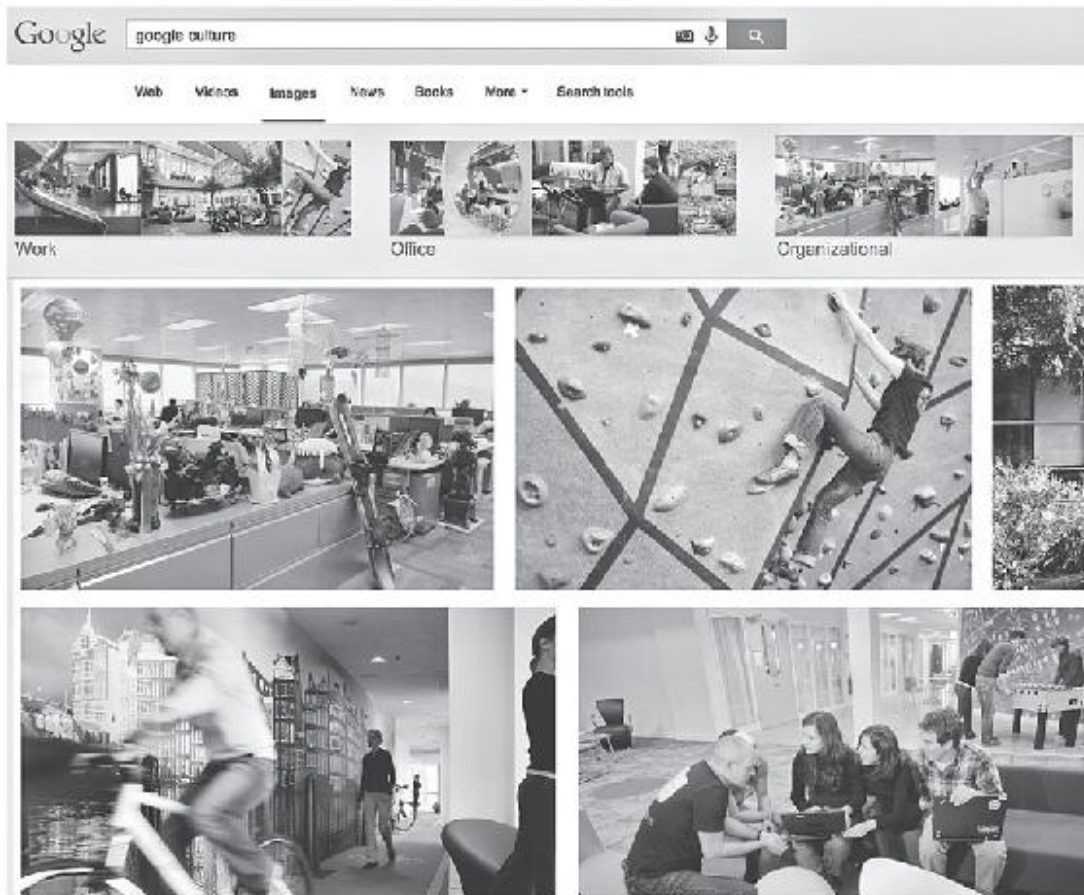 Google google culture
Web Videos Images News Books More Search tools
Work Office Organizational